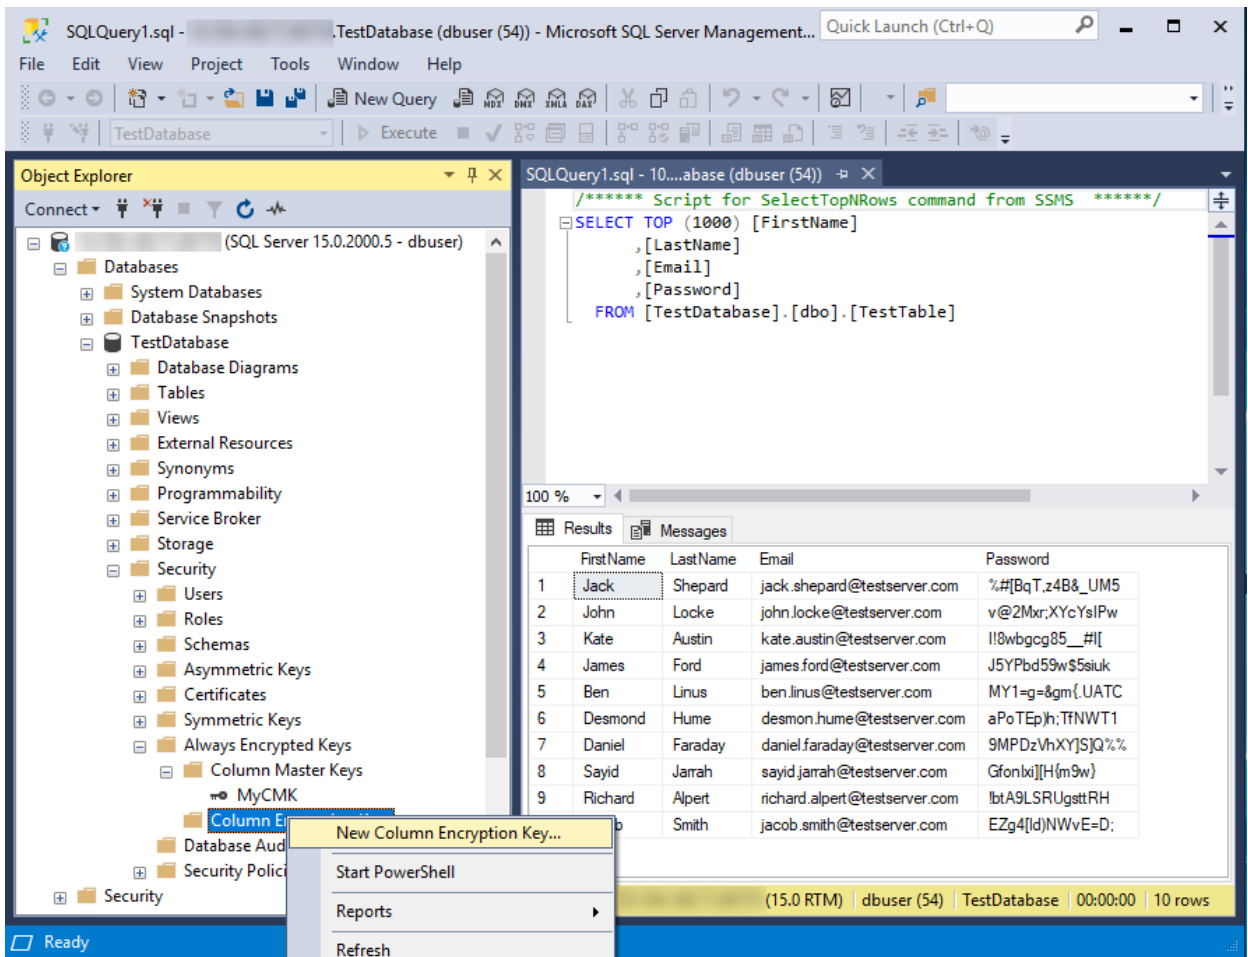 SQLQuery1.sql - .TestDatabase (dbuser (54)) - Microsoft SQL Server Management... Quick Launch (Ctrl+Q)
File Edit View Project Tools Window Help
New Query MDX DMX XMLA DAX
TestDatabase Execute
Object Explorer
Connect
(SQL Server 15.0.2000.5 - dbuser)
Databases
System Databases
Database Snapshots
TestDatabase
Database Diagrams
Tables
Views
External Resources
Synonyms
Programmability
Service Broker
Storage
Security
Users
Roles
Schemas
Asymmetric Keys
Certificates
Symmetric Keys
Always Encrypted Keys
Column Master Keys
MyCMK
Column E
Database Aud
Security Polici
Security
New Column Encryption Key...
Start PowerShell
Reports
Refresh
SQLQuery1.sql - 10....abase (dbuser (54))
/****** Script for SelectTopNRows command from SSMS ******/
SELECT TOP (1000) [FirstName]
,[LastName]
,[Email]
,[Password]
FROM [TestDatabase].[dbo].[TestTable]
100 %
Results Messages
FirstName LastName Email Password
1 Jack Shepard jack.shepard@testserver.com %#[BqT,z4B&_UM5
2 John Locke john.locke@testserver.com v@2Mxr;XYcYsIPw
3 Kate Austin kate.austin@testserver.com I!8wbgcg85__#I[
4 James Ford james.ford@testserver.com J5YPbd59w$5siuk
5 Ben Linus ben.linus@testserver.com MY1=g=&gm{.UATC
6 Desmond Hume desmon.hume@testserver.com aPoTEp)h;TfNWT1
7 Daniel Faraday daniel.faraday@testserver.com 9MPDzVhXY]S]Q%%
8 Sayid Jarrah sayid.jarrah@testserver.com GfonIxi][H{m9w}
9 Richard Alpert richard.alpert@testserver.com !btA9LSRUgsttRH
b Smith jacob.smith@testserver.com EZg4[Id)NWvE=D;
(15.0 RTM) dbuser (54) TestDatabase 00:00:00 10 rows
Ready